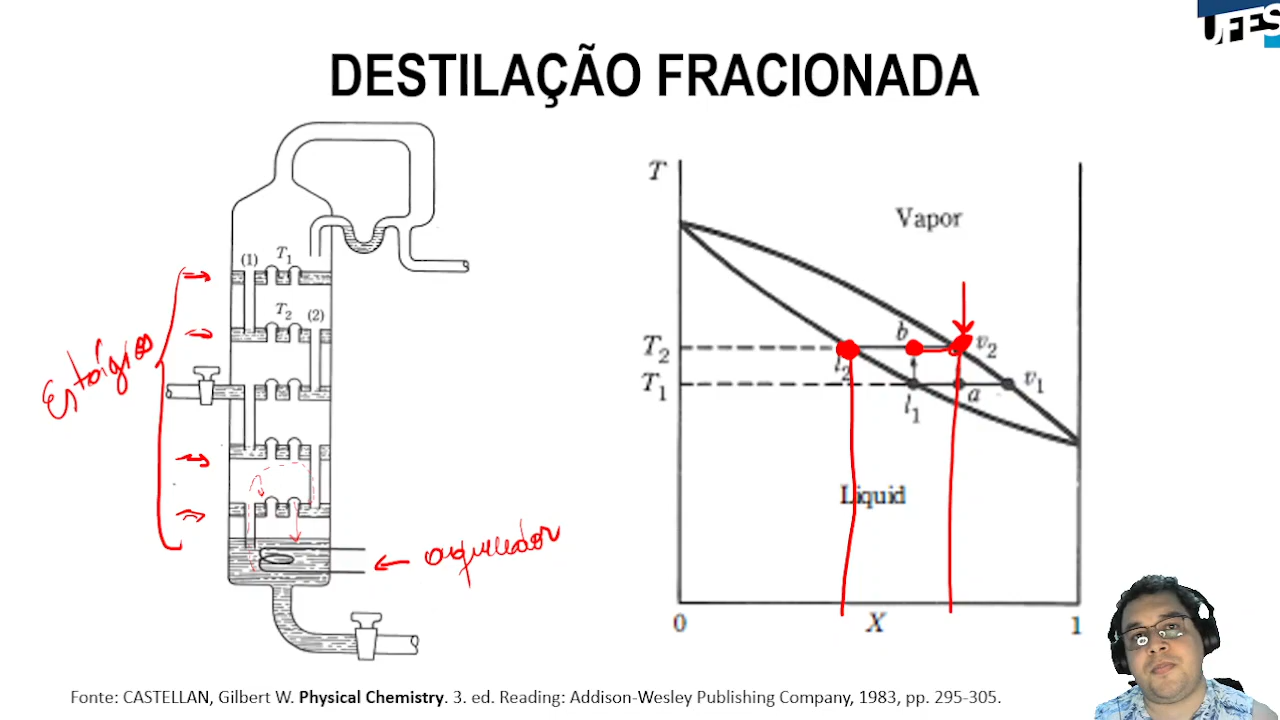 UFES
DESTILAÇÃO FRACIONADA
(1)
T1
T2
(2)
Estágios
aquecedor
T
Vapor
T2
b
v2
l2
T1
a
v1
l1
Liquid
0
X
1
Fonte: CASTELLAN, Gilbert W. Physical Chemistry. 3. ed. Reading: Addison-Wesley Publishing Company, 1983, pp. 295-305.